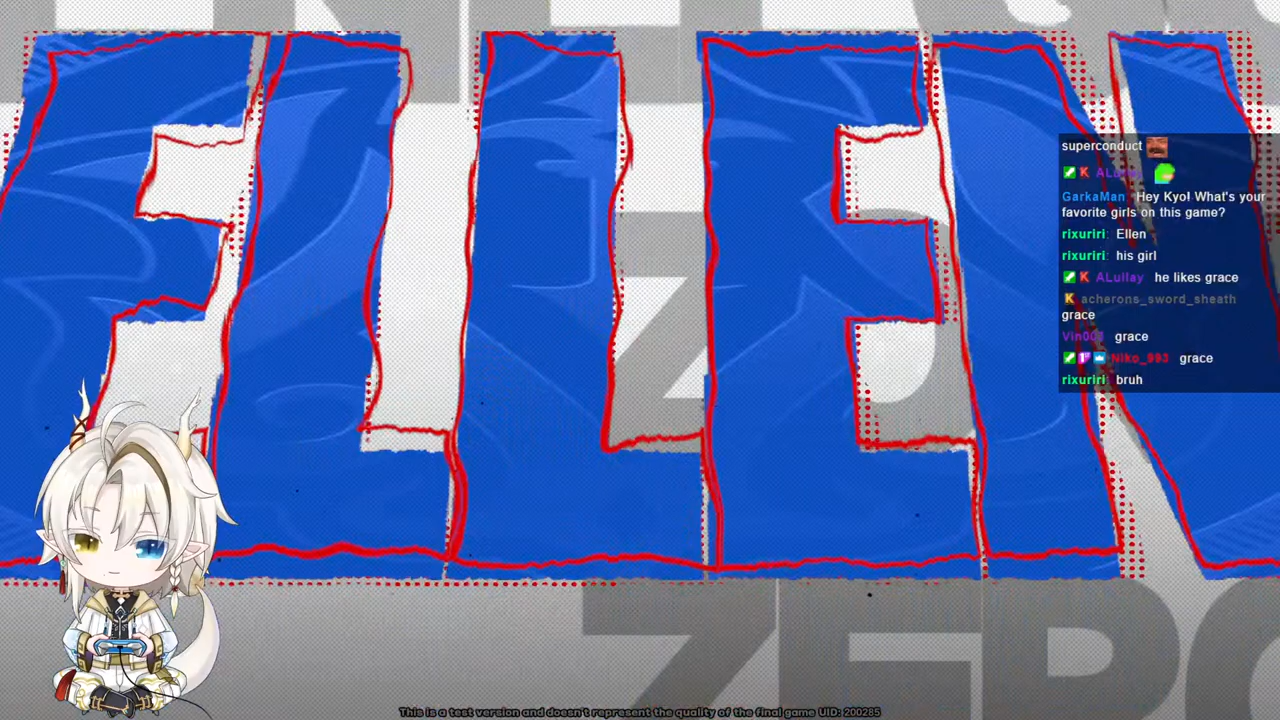 ELLEN
superconduct
ALullay
GarkaMan Hey Kyo! What's your
favorite girls on this game?
rixuriri: Ellen
rixuriri: his girl
ALullay he likes grace
acherons_sword_sheath
grace
grace
Niko_993 grace
rixuriri: bruh
Z
ZERO
This is a test version and doesn't represent the quality of the final game UID: 200285